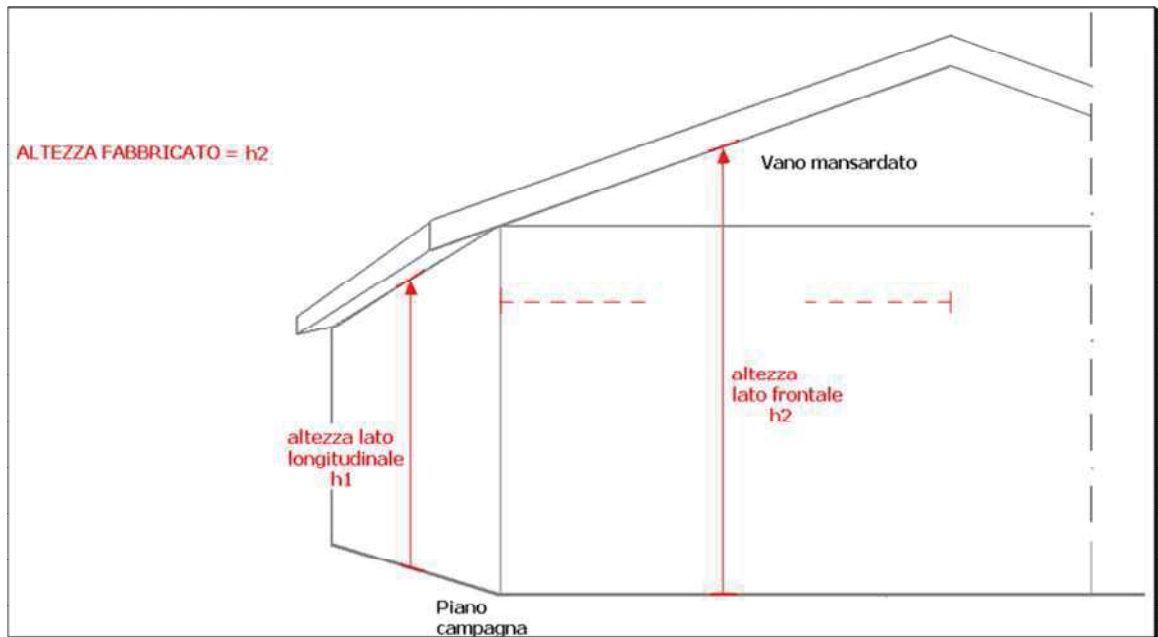 ALTEZZA FABBRICATO = h2
Vano mansardato
altezza
lato frontale
h2
altezza lato
longitudinale
h1
Piano
campagna